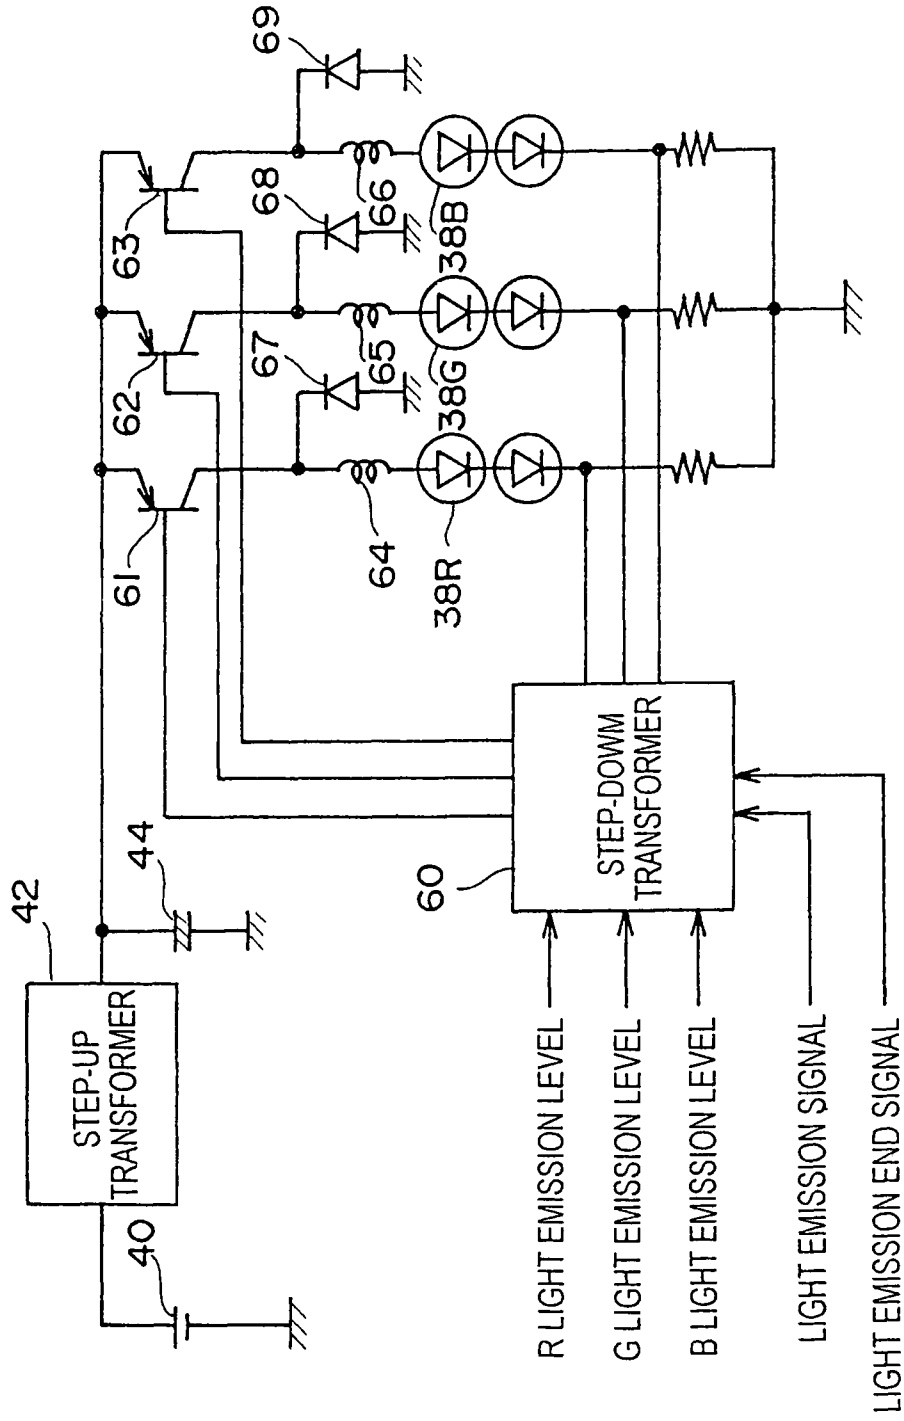 42
STEP-UP
TRANSFORMER
40
44
61
62
63
64
65
66
67
68
69
38R
38G
38B
60
STEP-DOWM
TRANSFORMER
R LIGHT EMISSION LEVEL
G LIGHT EMISSION LEVEL
B LIGHT EMISSION LEVEL
LIGHT EMISSION SIGNAL
LIGHT EMISSION END SIGNAL